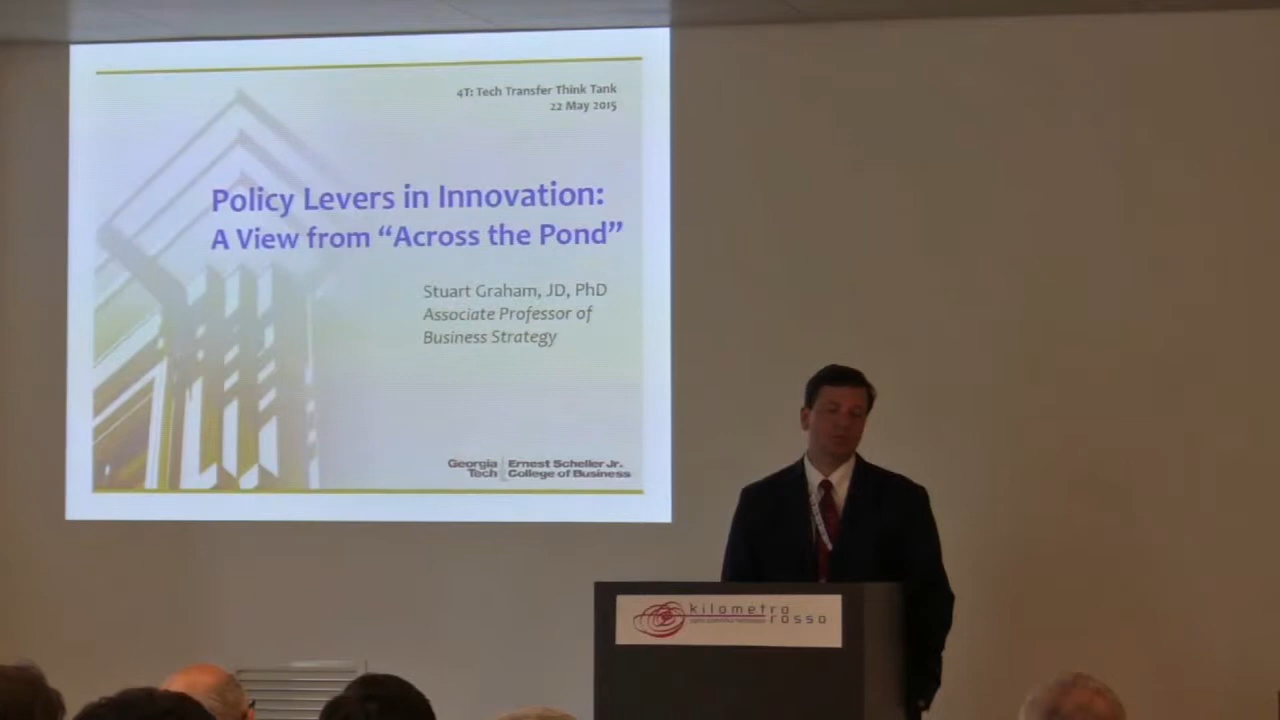 4T: Tech Transfer Think Tank
22 May 2015
Policy Levers in Innovation:
A View from “Across the Pond”
Stuart Graham, JD, PhD
Associate Professor of
Business Strategy
Georgia Tech
Ernest Scheller Jr.
College of Business
kilometro
rosso